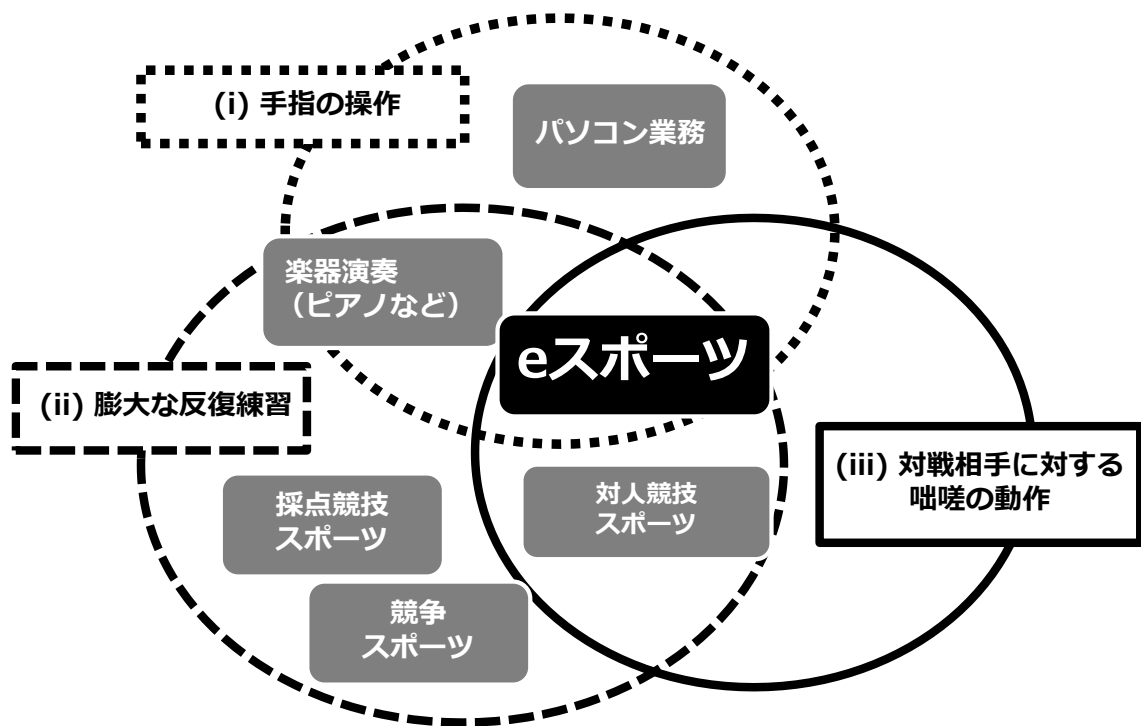 (i) 手指の操作
パソコン業務
楽器演奏
（ピアノなど）
eスポーツ
(ii) 膨大な反復練習
(iii) 対戦相手に対する
咄嗟の動作
採点競技
スポーツ
対人競技
スポーツ
競争
スポーツ